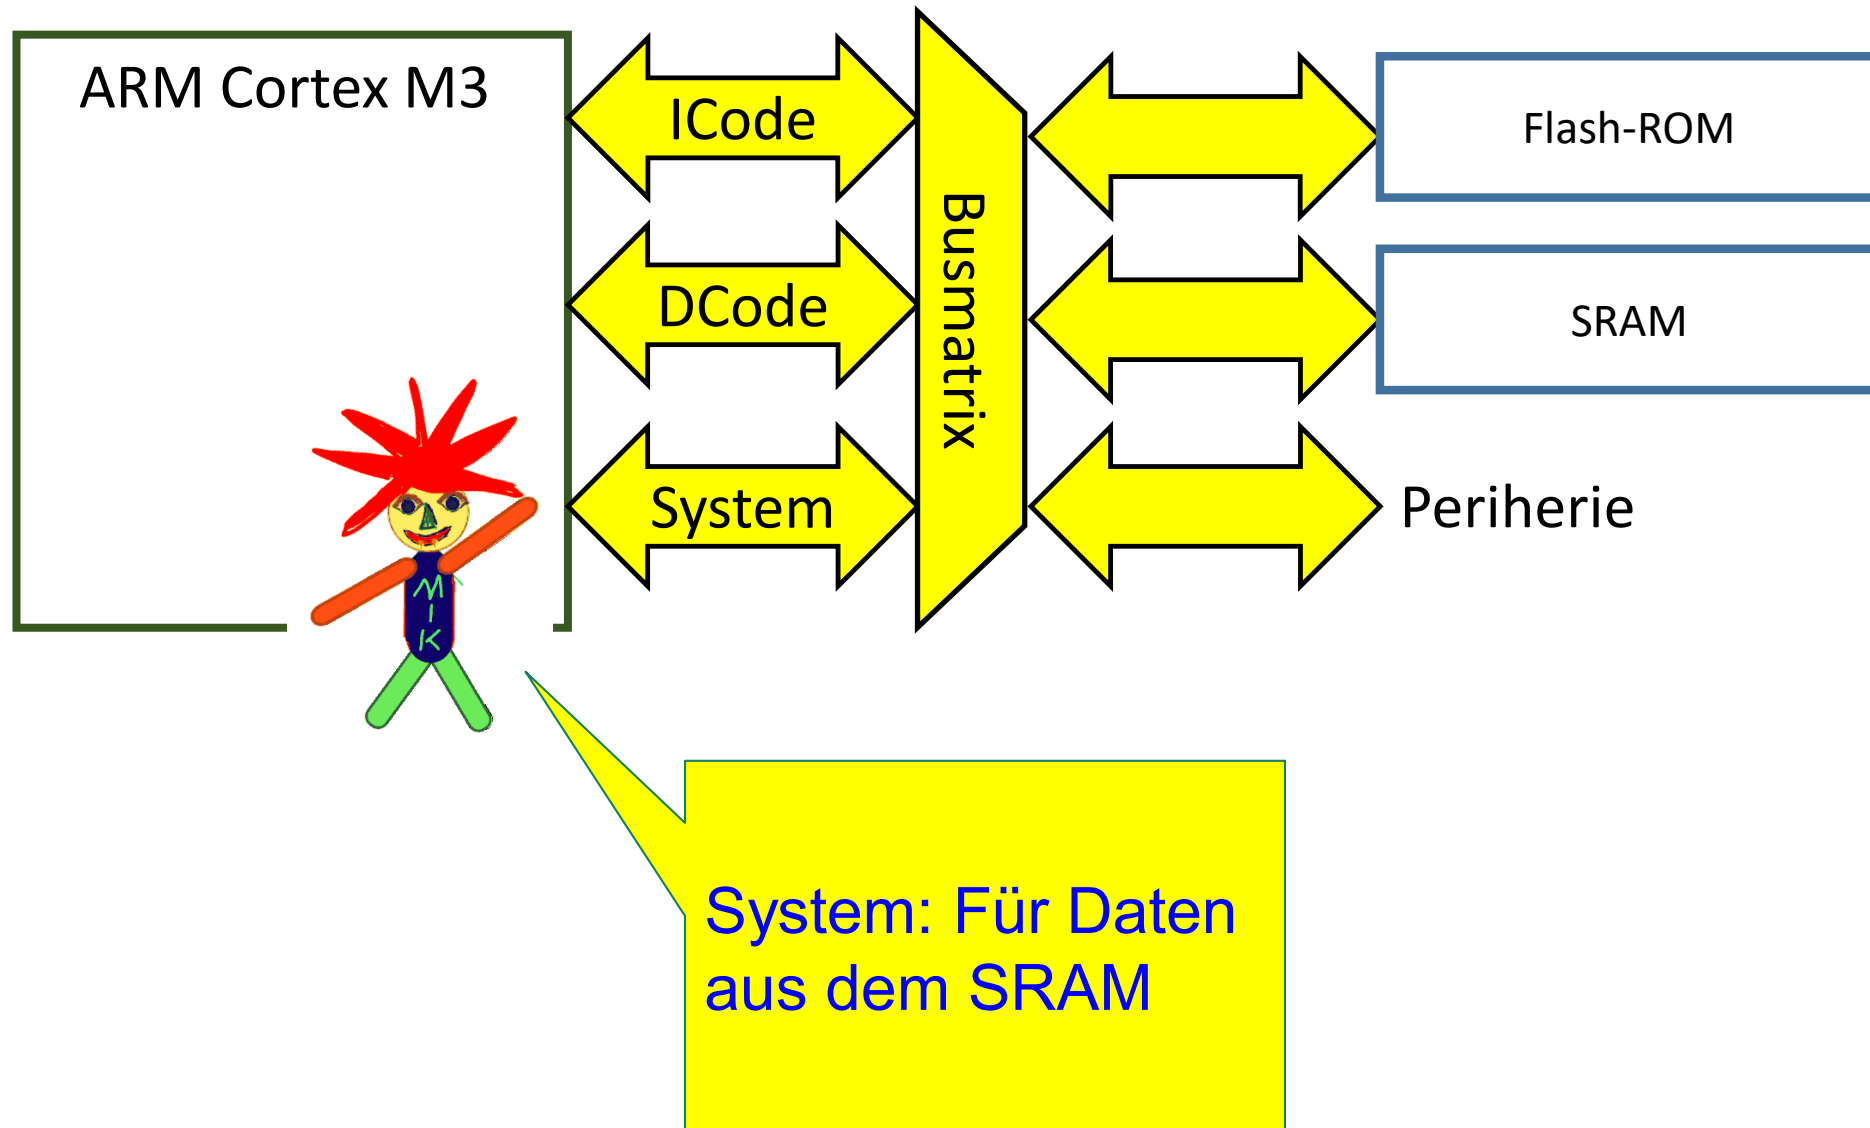 ARM Cortex M3
ICode
DCode
System
Busmatrix
Flash-ROM
SRAM
Periherie
MIK
System: Für Daten
aus dem SRAM